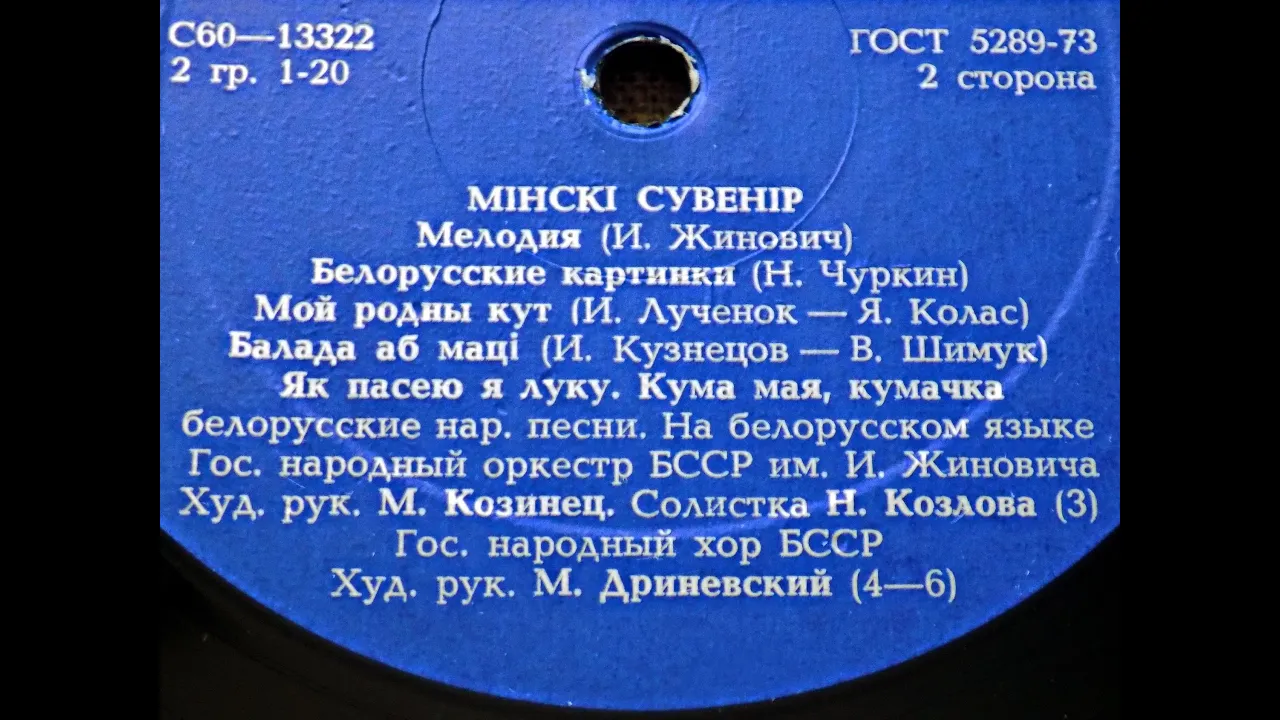 С60—13322
2 гр. 1-20
ГОСТ 5289-73
2 сторона
МІНСКІ СУВЕНІР
Мелодия (И. Жинович)
Белорусские картинки (Н. Чуркин)
Мой родны кут (И. Лученок — Я. Колас)
Балада аб маці (И. Кузнецов — В. Шимук)
Як пасею я луку. Кума мая, кумачка
белорусские нар. песни. На белорусском языке
Гос. народный оркестр БССР им. И. Жиновича
Худ. рук. М. Козинец. Солистка Н. Козлова (3)
Гос. народный хор БССР
Худ. рук. М. Дриневский (4—6)